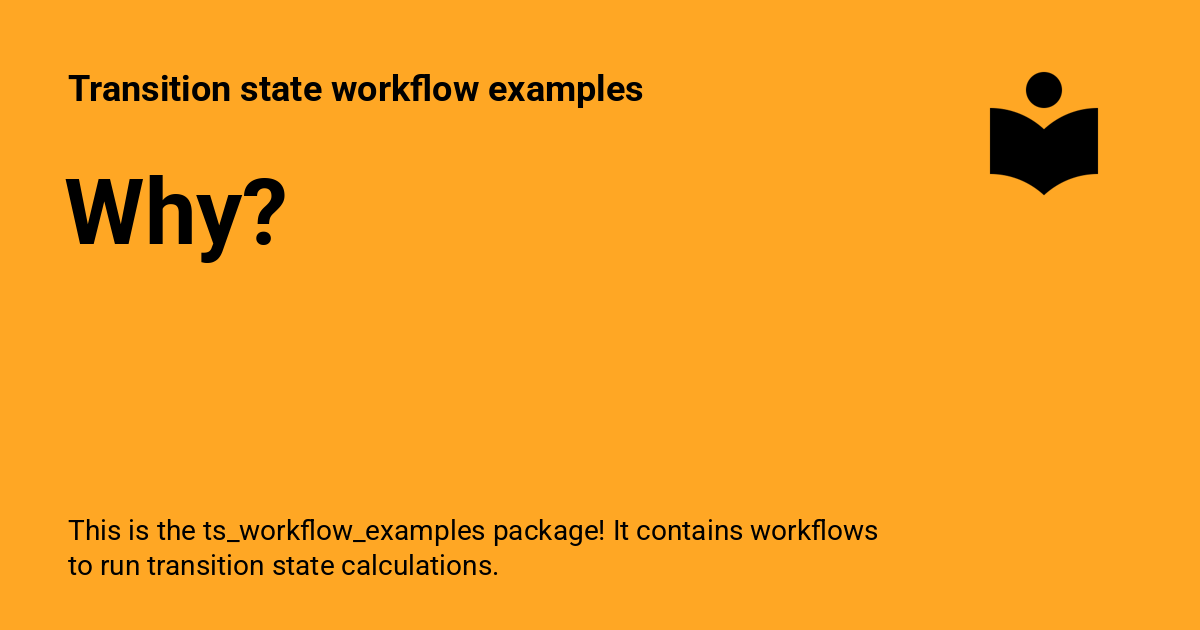 Transition state workflow examples
Why?
This is the ts_workflow_examples package! It contains workflows
to run transition state calculations.